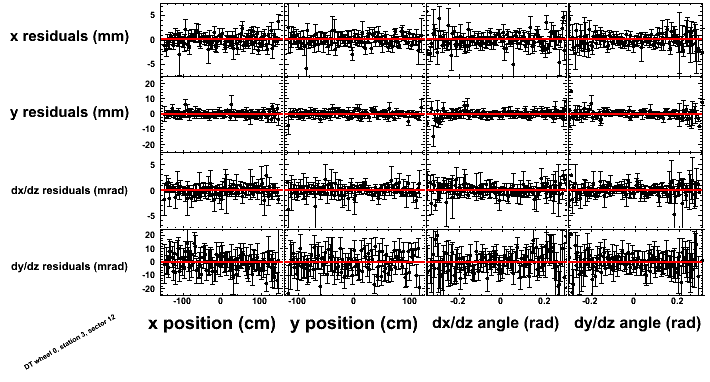 x residuals (mm)
5
0
-5
y residuals (mm)
20
10
0
-10
-20
dx/dz residuals (mrad)
5
0
-5
dy/dz residuals (mrad)
20
10
0
-10
-20
-100 0 100 -100 0 100 -0.2 0 0.2 -0.2 0 0.2
x position (cm) y position (cm) dx/dz angle (rad) dy/dz angle (rad)
DT wheel 0, station 3, sector 12